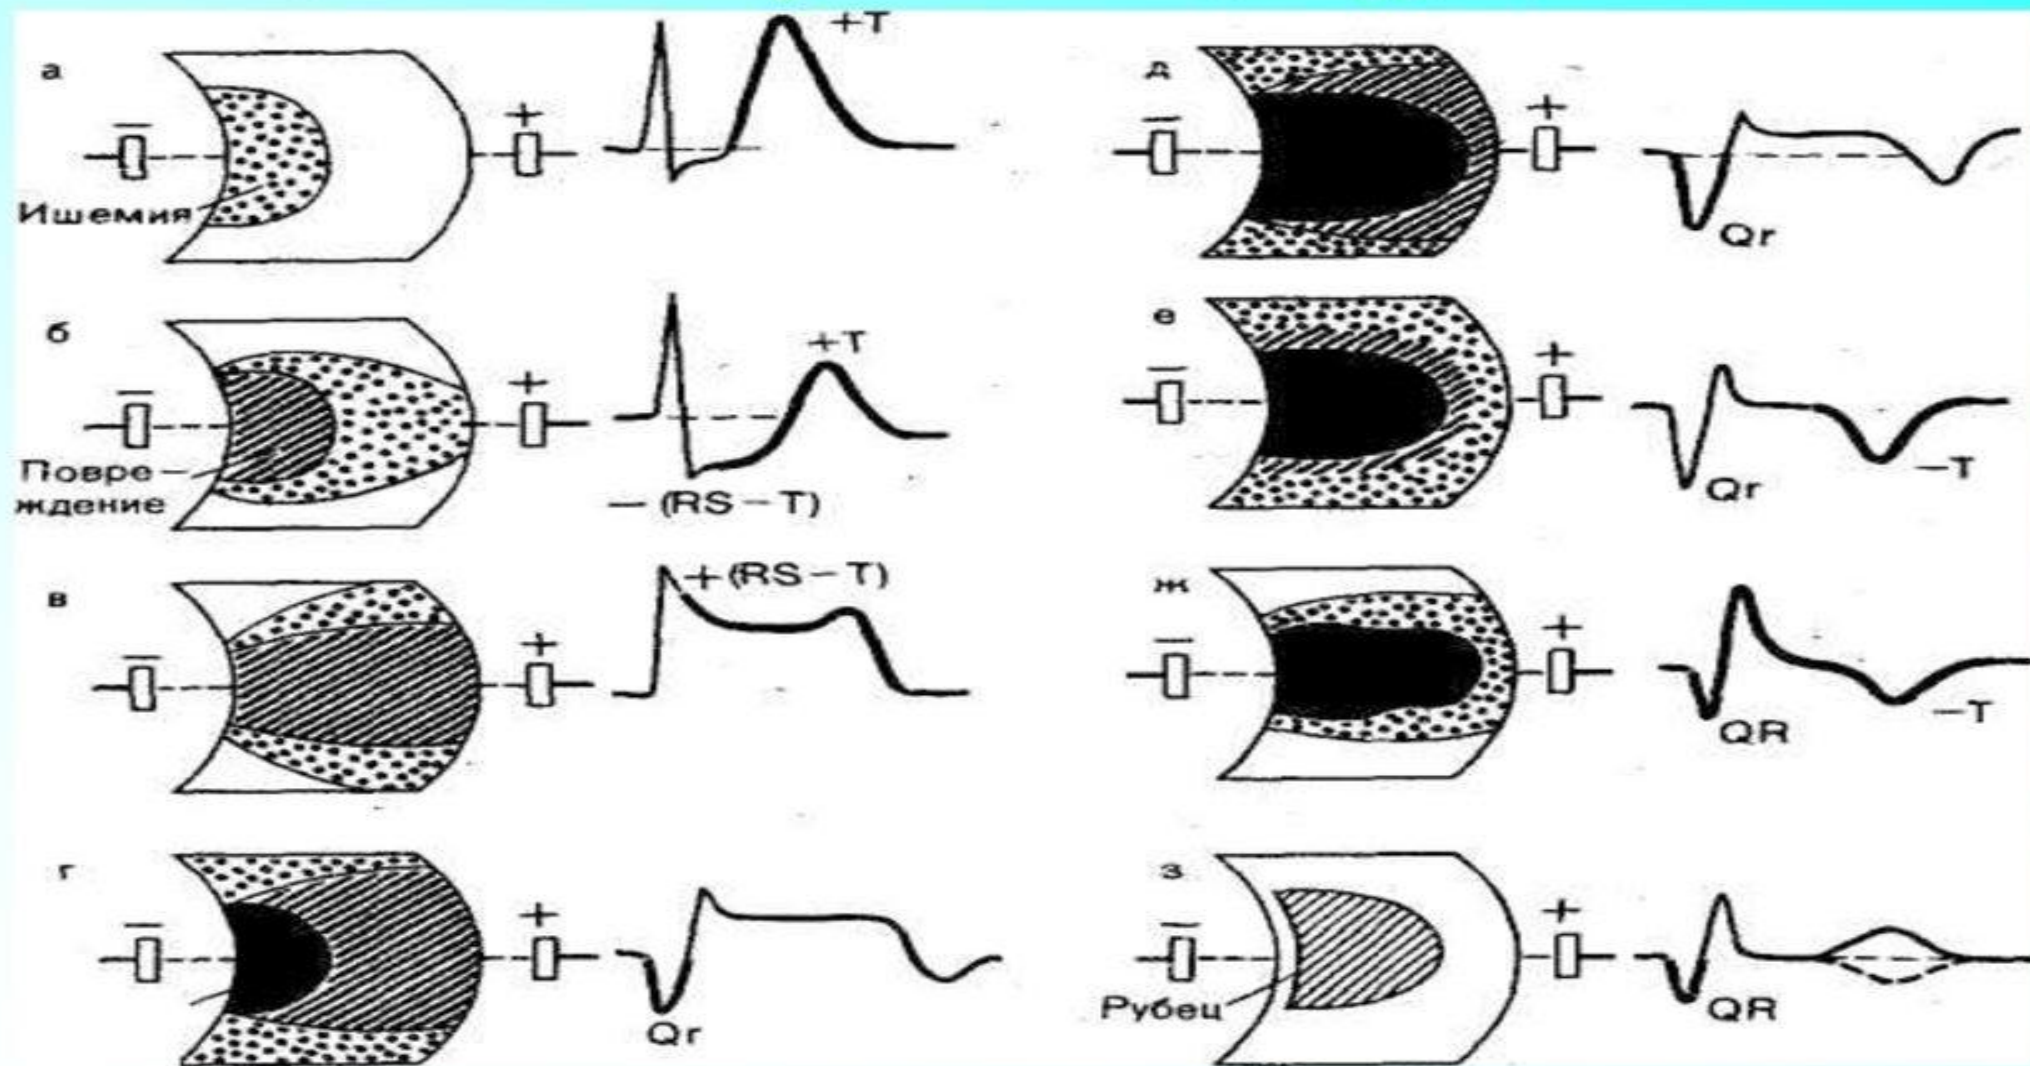 а
+T
−
+
Ишемия
б
+T
−
+
Повре–
ждение
– (RS – T)
в
+ (RS – T)
−
+
г
−
+
Qr
д
−
+
Qr
е
−
+
Qr
–T
ж
−
+
QR
–T
з
−
+
Рубец
QR